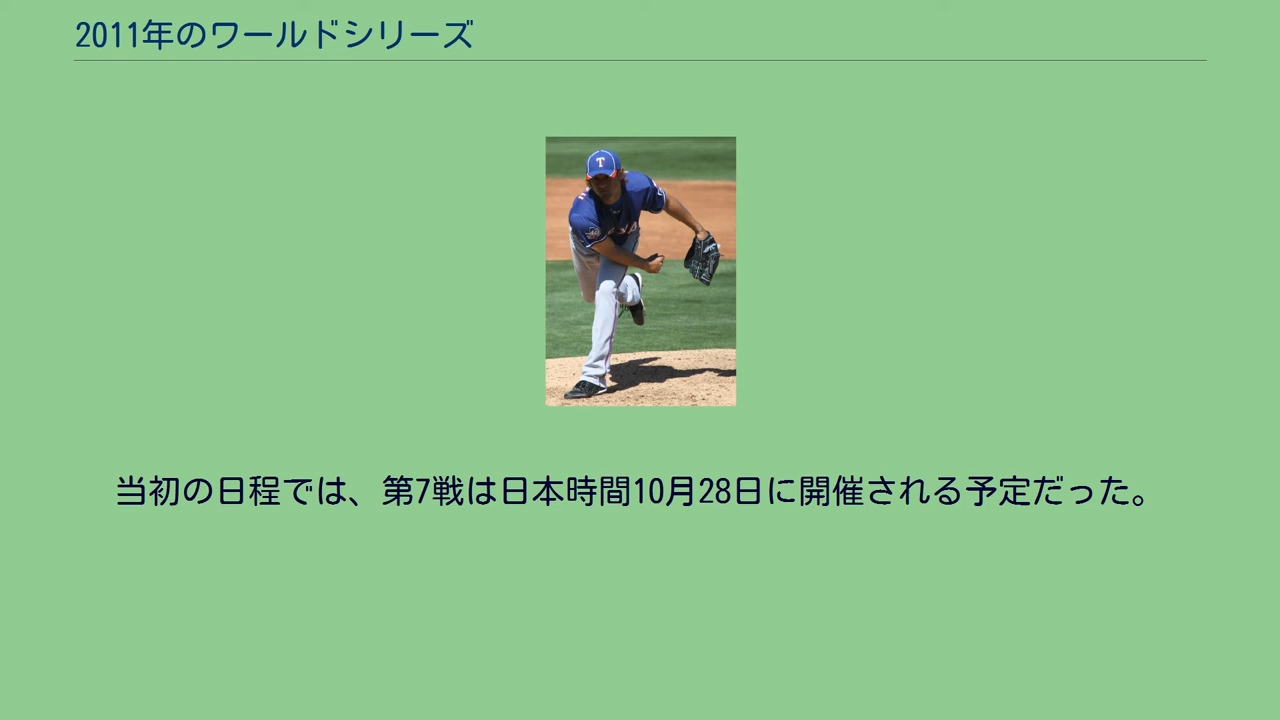 2011年のワールドシリーズ
T
当初の日程では、第7戦は日本時間10月28日に開催される予定だった。